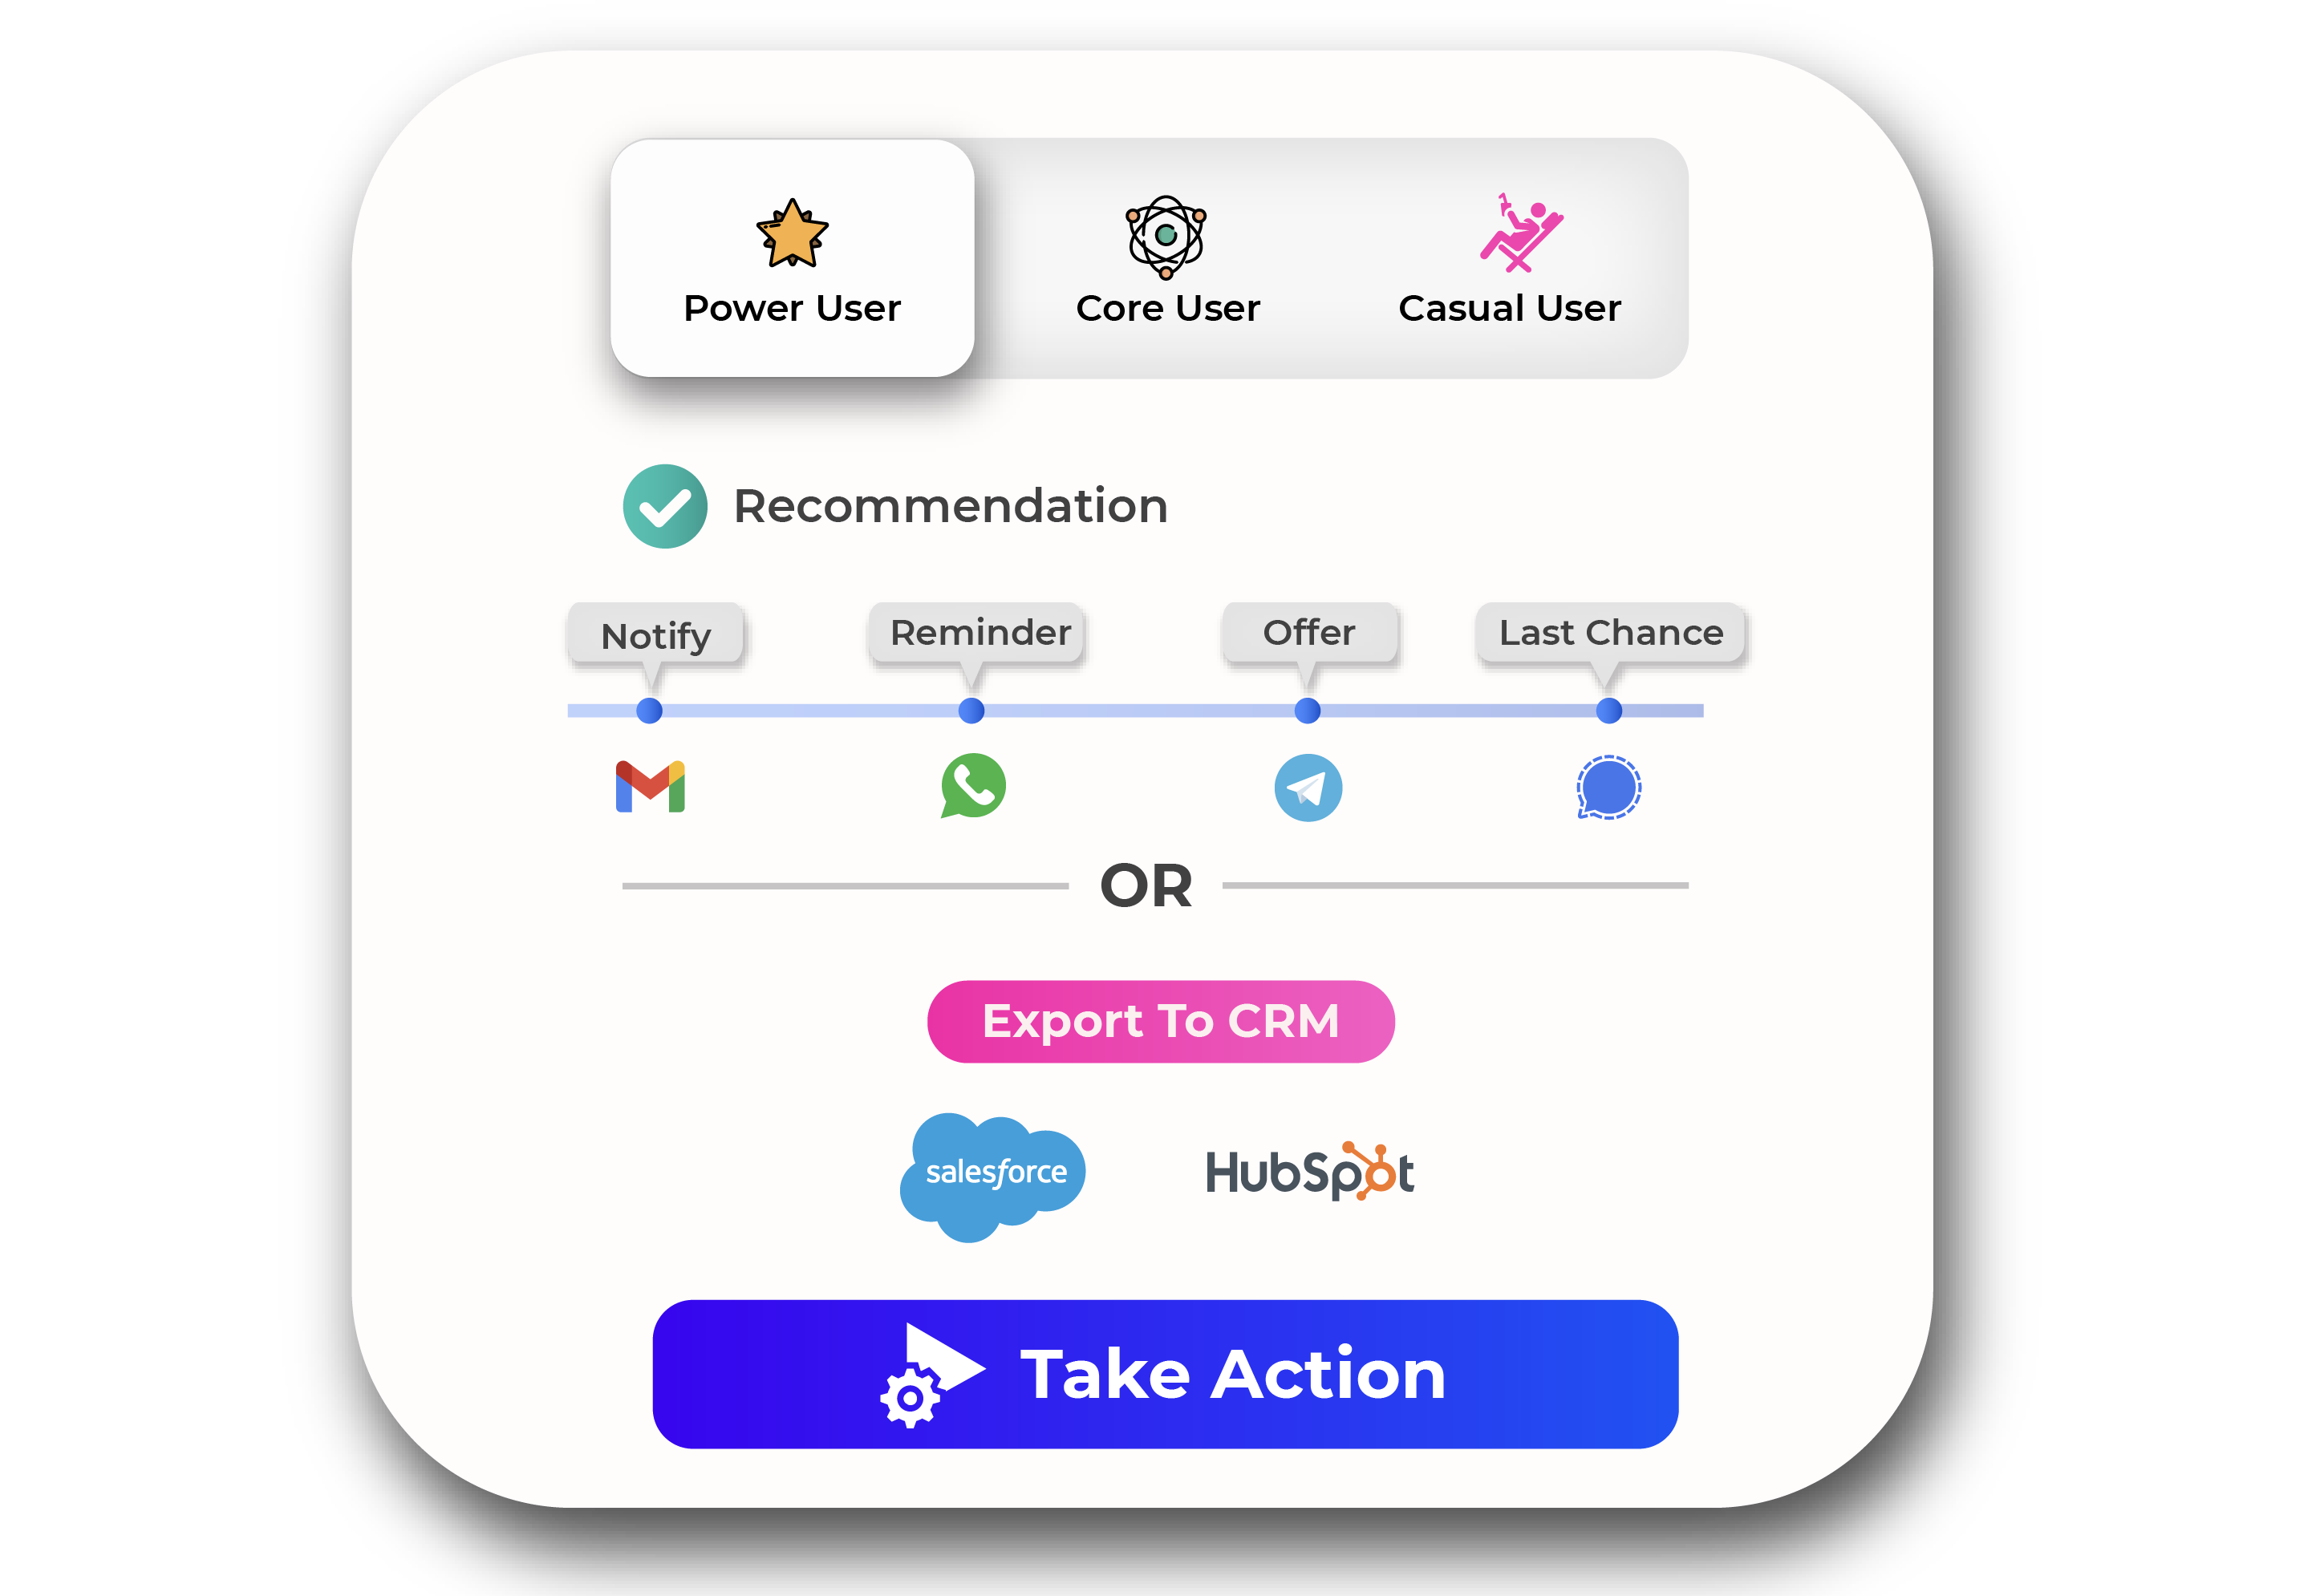 Power User
Core User
Casual User
Recommendation
Notify
Reminder
Offer
Last Chance
OR
Export To CRM
salesforce
HubSpot
Take Action